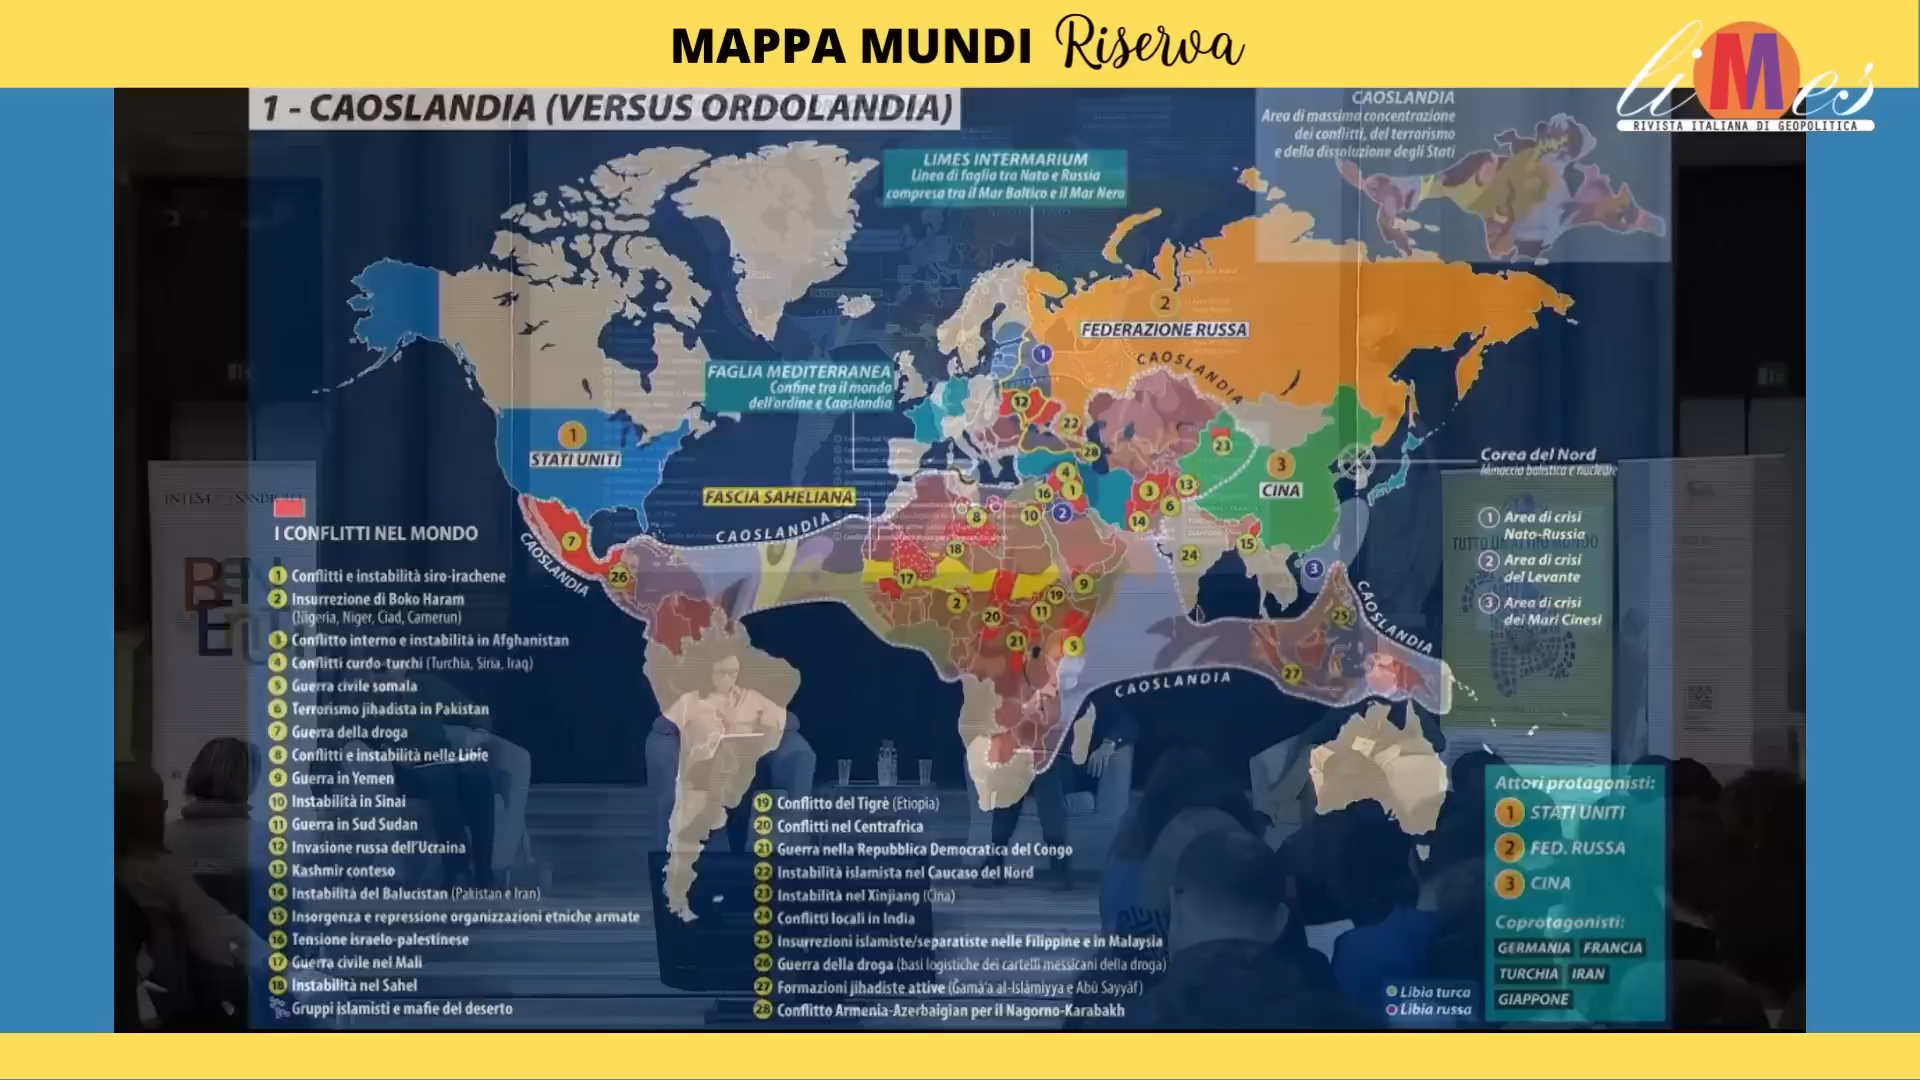 MAPPA MUNDI Riserva
liMes
RIVISTA ITALIANA DI GEOPOLITICA
1 - CAOSLANDIA (VERSUS ORDOLANDIA)
CAOSLANDIA
Area di massima concentrazione
dei conflitti, del terrorismo
e della dissoluzione degli Stati
LIMES INTERMARIUM
Linea di faglia tra Nato e Russia
compresa tra il Mar Baltico e il Mar Nero
2
FEDERAZIONE RUSSA
CAOSLANDIA
FAGLIA MEDITERRANEA
Confine tra il mondo
dell'ordine e Caoslandia
1
STATI UNITI
3
CINA
Corea del Nord
Minaccia balistica e nucleare
FASCIA SAHELIANA
CAOSLANDIA
CAOSLANDIA
CAOSLANDIA
CAOSLANDIA
1 Area di crisi
Nato-Russia
2 Area di crisi
del Levante
3 Area di crisi
dei Mari Cinesi
TUTTO UN ALTRO MONDO
I CONFLITTI NEL MONDO
1 Conflitti e instabilità siro-irachene
2 Insurrezione di Boko Haram
(Nigeria, Niger, Ciad, Camerun)
3 Conflitto interno e instabilità in Afghanistan
4 Conflitti curdo-turchi (Turchia, Siria, Iraq)
5 Guerra civile somala
6 Terrorismo jihadista in Pakistan
7 Guerra della droga
8 Conflitti e instabilità nelle Libie
9 Guerra in Yemen
10 Instabilità in Sinai
11 Guerra in Sud Sudan
12 Invasione russa dell'Ucraina
13 Kashmir conteso
14 Instabilità del Balucistan (Pakistan e Iran)
15 Insorgenza e repressione organizzazioni etniche armate
16 Tensione israelo-palestinese
17 Guerra civile nel Mali
18 Instabilità nel Sahel
Gruppi islamisti e mafie del deserto
19 Conflitto del Tigrè (Etiopia)
20 Conflitti nel Centrafrica
21 Guerra nella Repubblica Democratica del Congo
22 Instabilità islamista nel Caucaso del Nord
23 Instabilità nel Xinjiang (Cina)
24 Conflitti locali in India
25 Insurrezioni islamiste/separatiste nelle Filippine e in Malaysia
26 Guerra della droga (basi logistiche dei cartelli messicani della droga)
27 Formazioni jihadiste attive (Ğamā'a al-Islāmiyya e Abū Sayyāf)
28 Conflitto Armenia-Azerbaigian per il Nagorno-Karabakh
Libia turca
Libia russa
Attori protagonisti:
1 STATI UNITI
2 FED. RUSSA
3 CINA
Coprotagonisti:
GERMANIA FRANCIA
TURCHIA IRAN
GIAPPONE